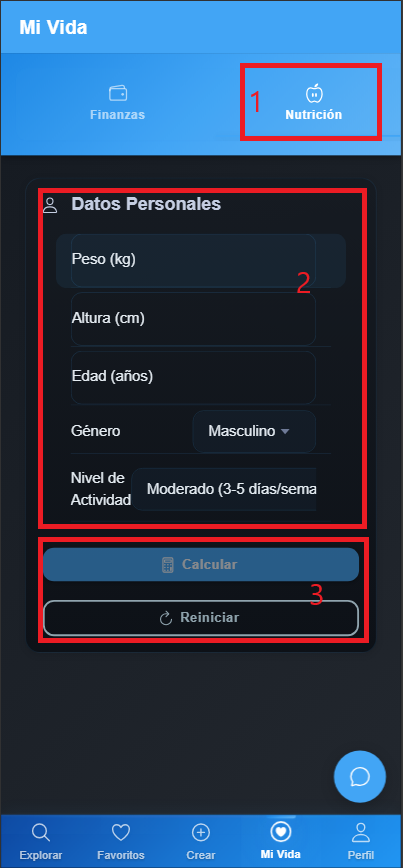 Mi Vida
Finanzas
1
Nutrición
Datos Personales
Peso (kg)
2
Altura (cm)
Edad (años)
Género
Masculino
Nivel de
Actividad
Moderado (3-5 días/sema
Calcular
3
Reiniciar
Explorar
Favoritos
Crear
Mi Vida
Perfil